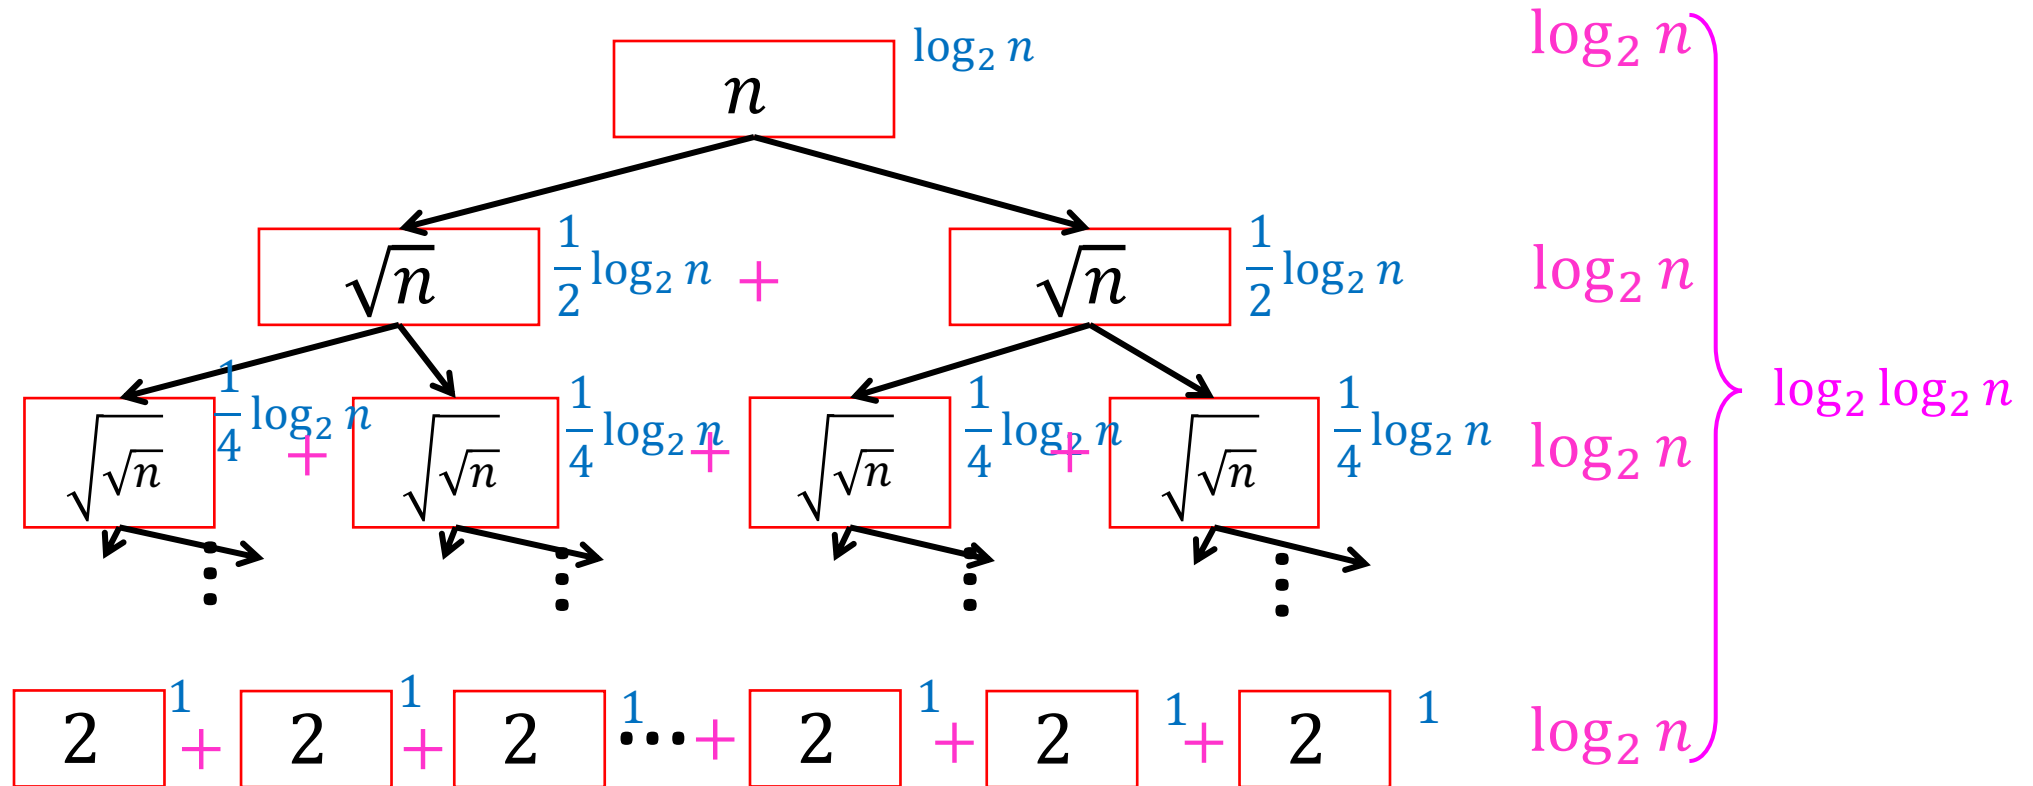 n log₂ n log₂ n
√n 1/2 log₂ n + √n 1/2 log₂ n log₂ n
√√n 1/4 log₂ n + √√n 1/4 log₂ n + √√n 1/4 log₂ n + √√n 1/4 log₂ n log₂ n
log₂ log₂ n
⋮ ⋮ ⋮ ⋮
2 1 + 2 1 + 2 1 ⋯ + 2 1 + 2 1 + 2 1 log₂ n